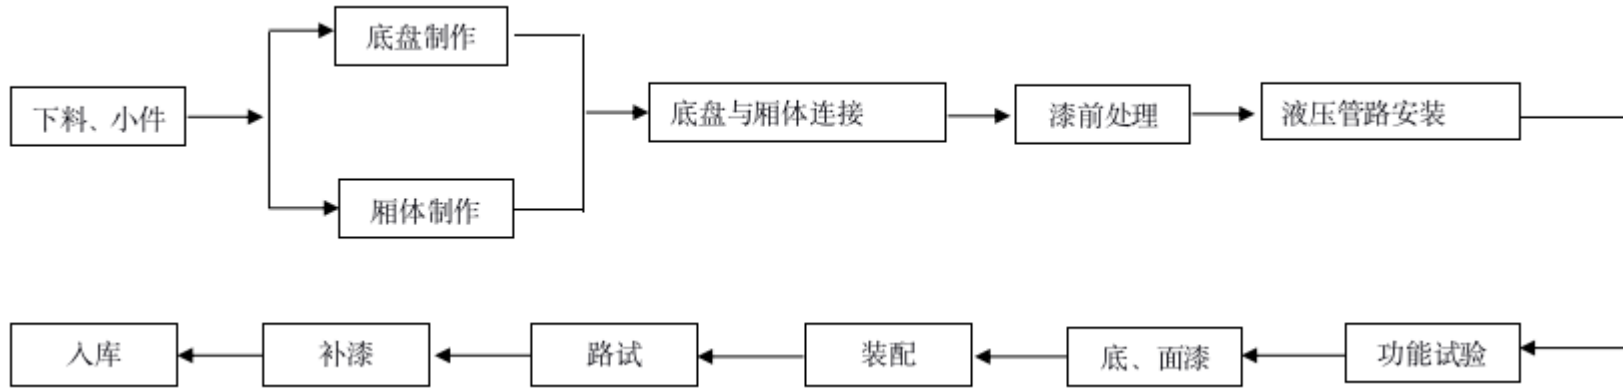 下料、小件
底盘制作
厢体制作
底盘与厢体连接
漆前处理
液压管路安装
功能试验
底、面漆
装配
路试
补漆
入库